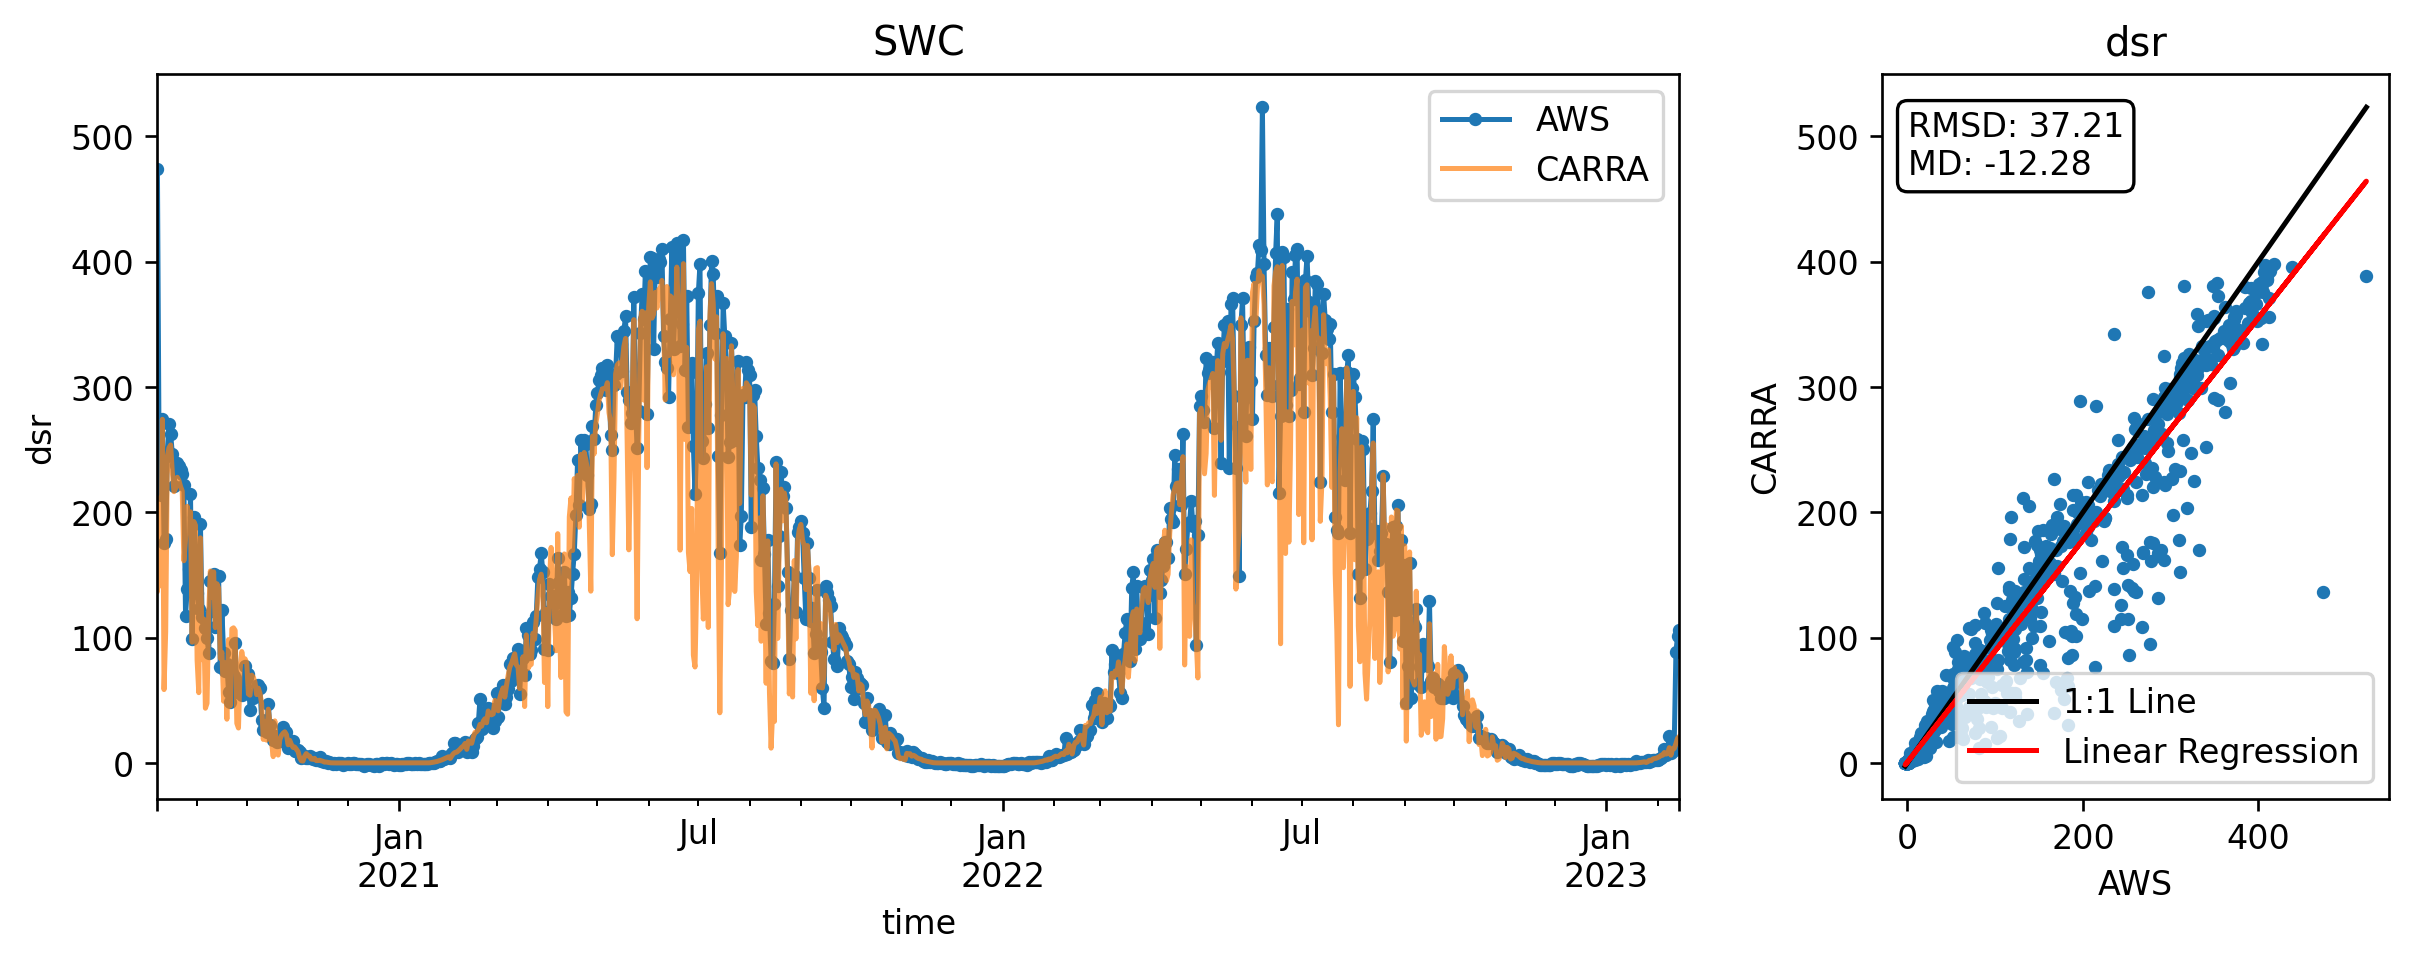 SWC
dsr
500
400
300
200
100
0
AWS
CARRA
Jan
2021
Jul
Jan
2022
Jul
Jan
2023
time
dsr
CARRA
500
400
300
200
100
0
RMSD: 37.21
MD: -12.28
1:1 Line
Linear Regression
0
200
400
AWS